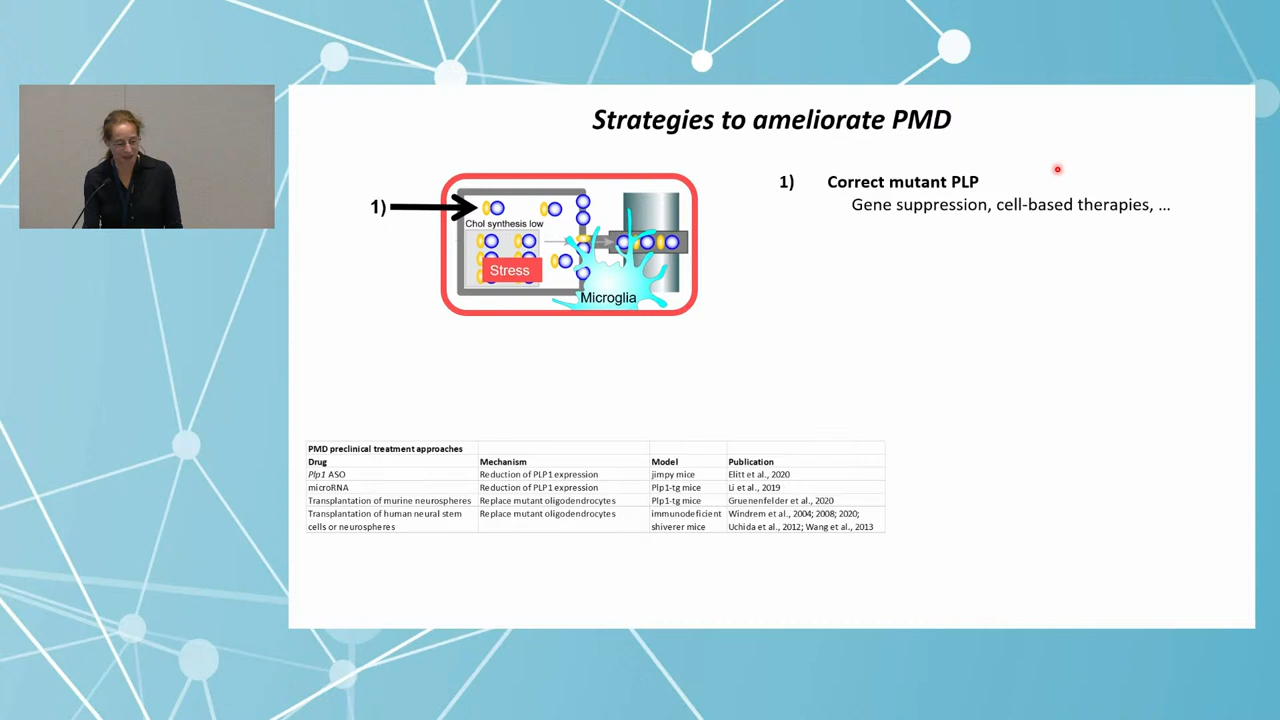 Strategies to ameliorate PMD
1)
Chol synthesis low
Stress
Microglia
1) Correct mutant PLP
Gene suppression, cell-based therapies, ...
PMD preclinical treatment approaches
Drug Mechanism Model Publication
Plp1 ASO Reduction of PLP1 expression jimpy mice Elitt et al., 2020
microRNA Reduction of PLP1 expression Plp1-tg mice Li et al., 2019
Transplantation of murine neurospheres Replace mutant oligodendrocytes Plp1-tg mice Gruenenfelder et al., 2020
Transplantation of human neural stem Replace mutant oligodendrocytes immunodeficient Windrem et al., 2004; 2008; 2020;
cells or neurospheres shiverer mice Uchida et al., 2012; Wang et al., 2013